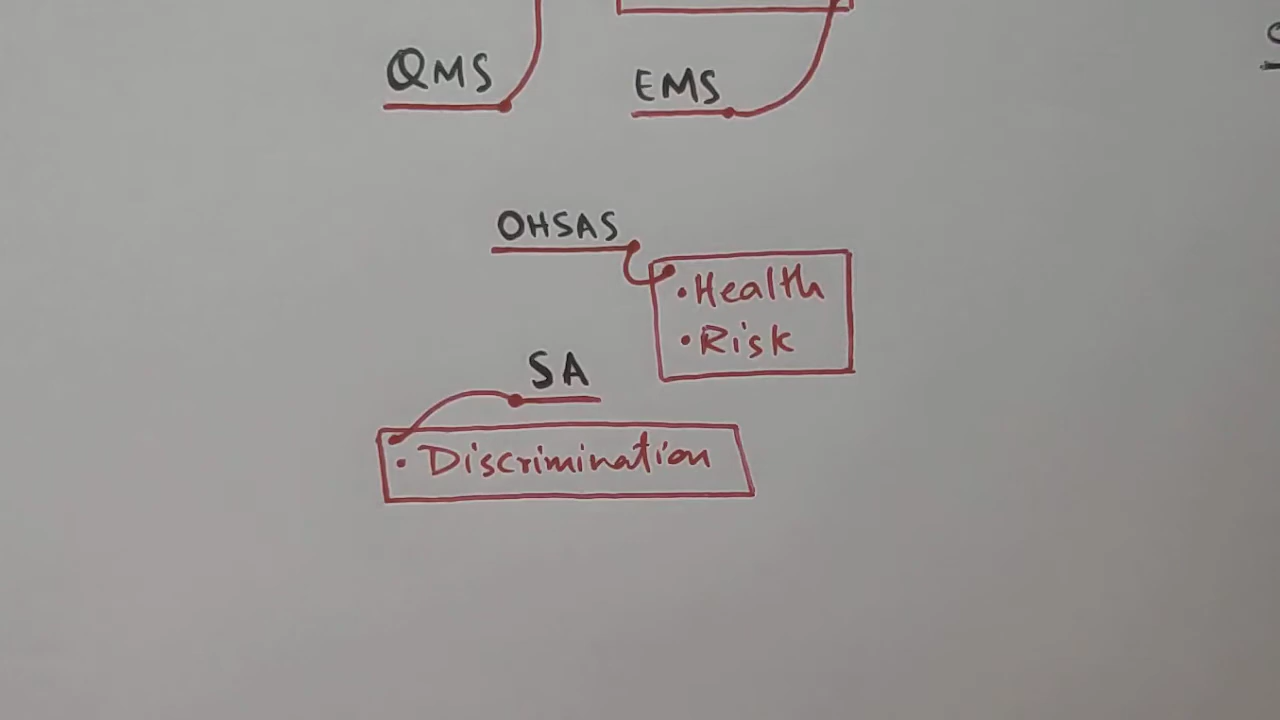 QMS
EMS
OHSAS
• Health
• Risk
SA
• Discrimination